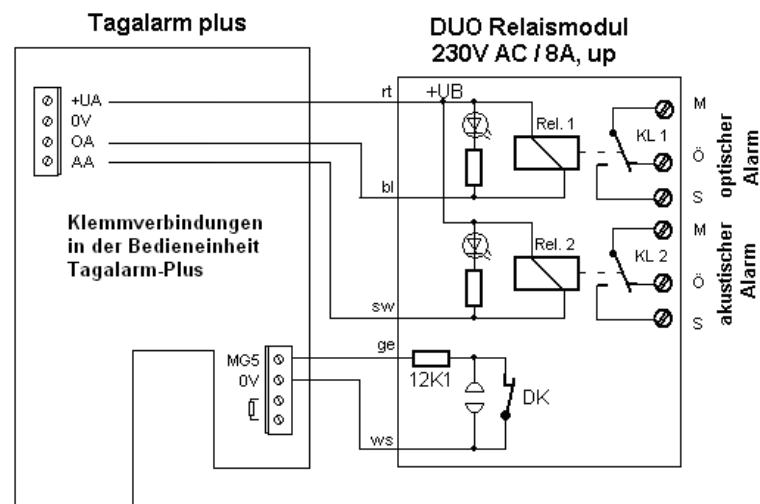 Tagalarm plus
DUO Relaismodul
230V AC / 8A, up
+UA
0V
OA
AA
rt
+UB
bl
Rel. 1
KL 1
M
Ö
S
optischer
Alarm
Klemmverbindungen
in der Bedieneinheit
Tagalarm-Plus
sw
Rel. 2
KL 2
M
Ö
S
akustischer
Alarm
MG5
0V
ge
12K1
DK
ws